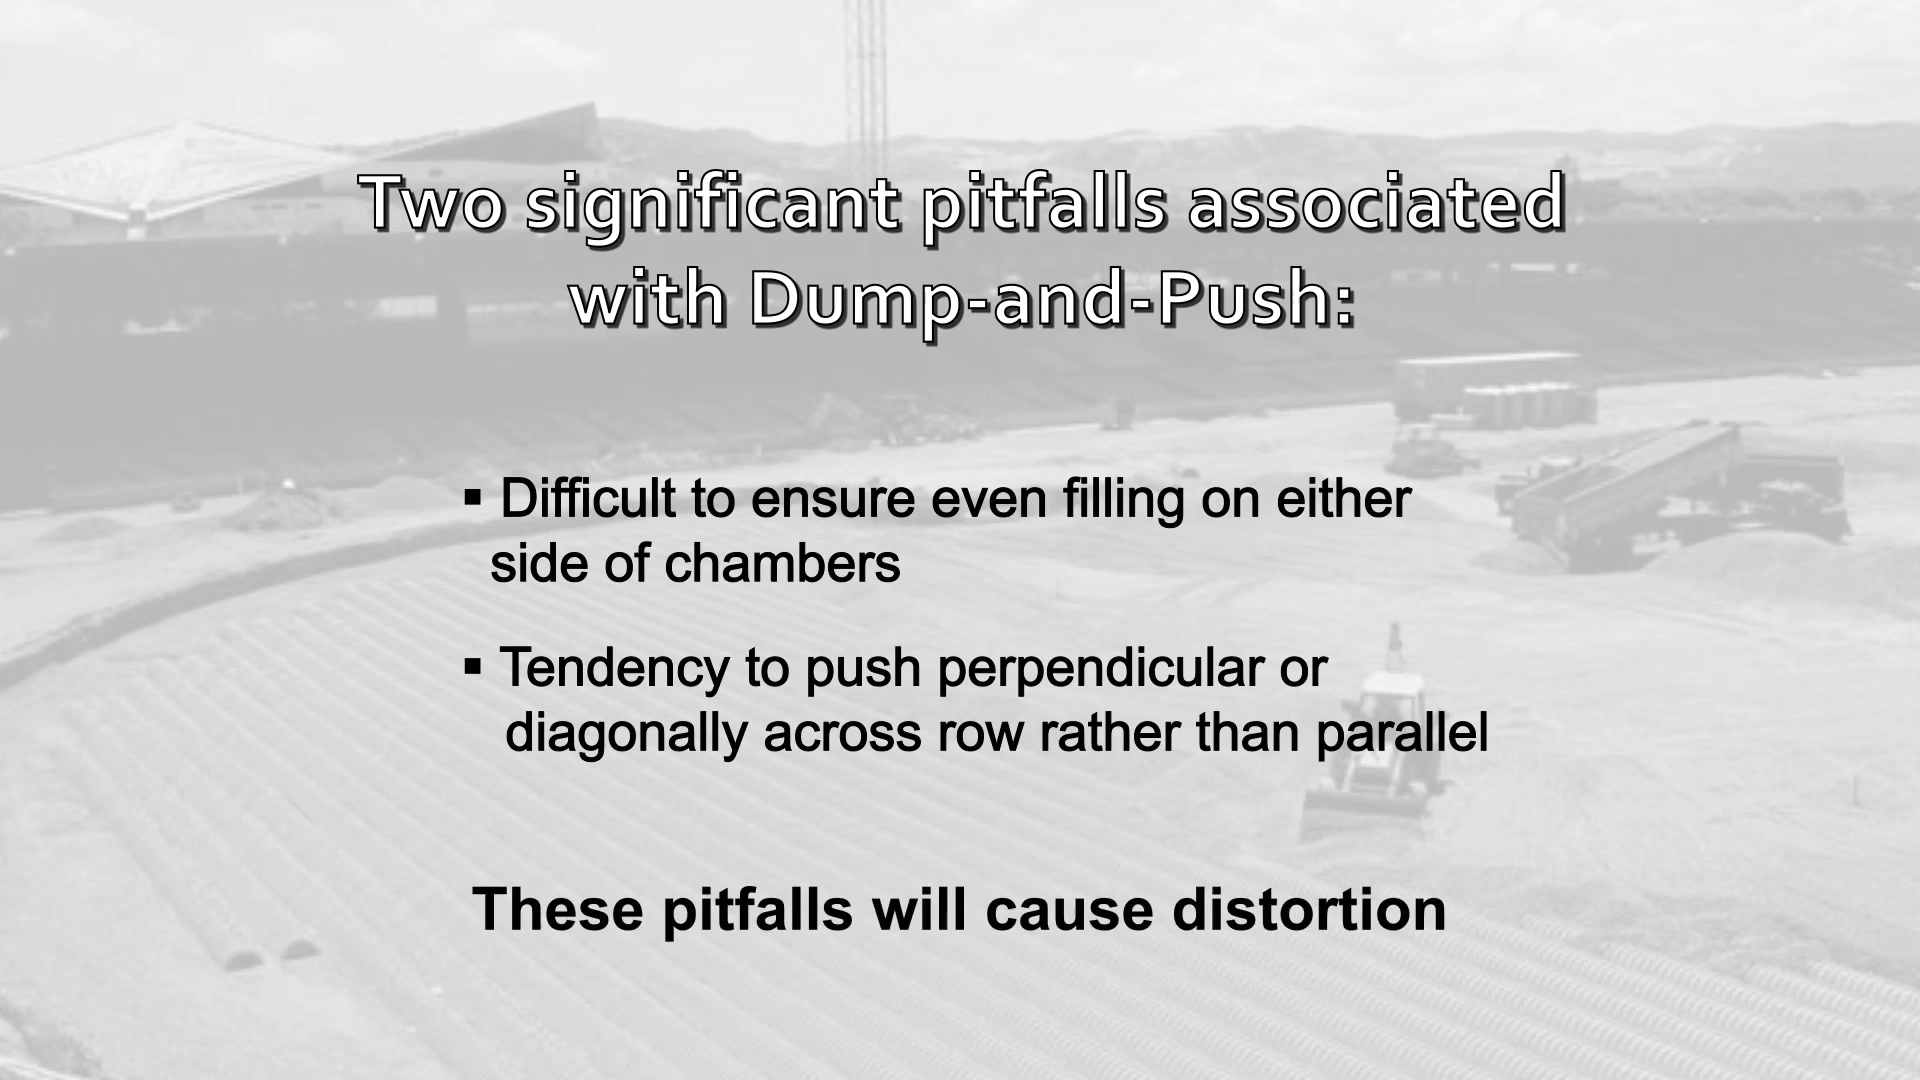 Two significant pitfalls associated
with Dump-and-Push:
▪ Difficult to ensure even filling on either
side of chambers
▪ Tendency to push perpendicular or
diagonally across row rather than parallel
These pitfalls will cause distortion